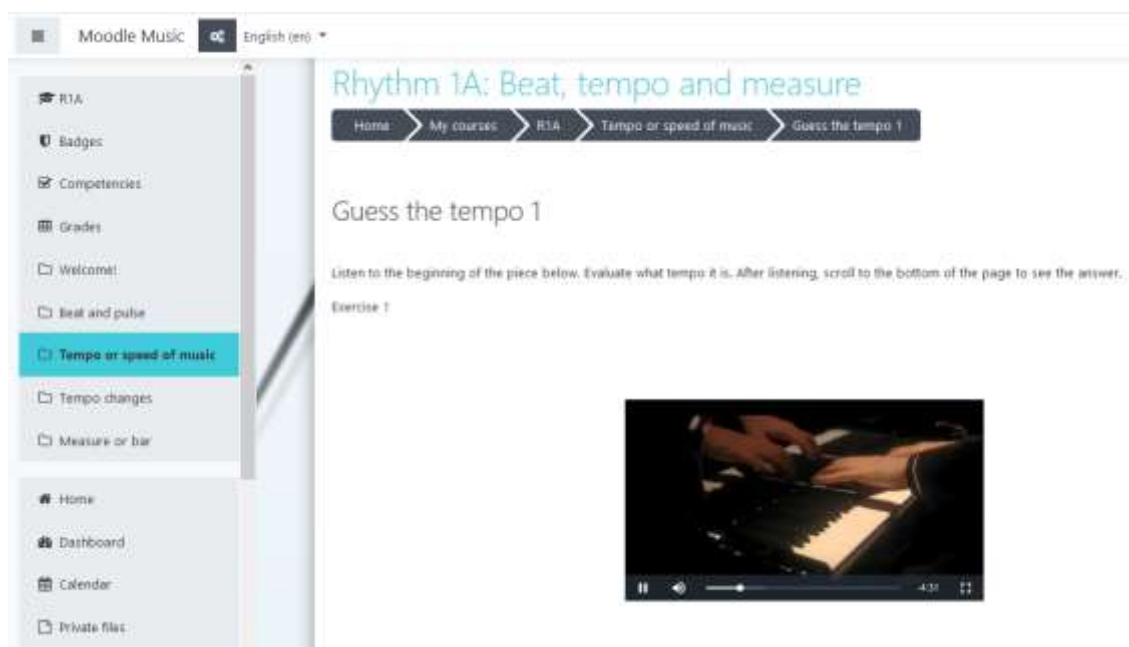 Moodle Music English (en)
R1A
Badges
Competencies
Grades
Welcome!
Beat and pulse
Tempo or speed of music
Tempo changes
Measure or bar
Home
Dashboard
Calendar
Private files
Rhythm 1A: Beat, tempo and measure
Home My courses R1A Tempo or speed of music Guess the tempo 1
Guess the tempo 1
Listen to the beginning of the piece below. Evaluate what tempo it is. After listening, scroll to the bottom of the page to see the answer.
Exercise 1
-4:31